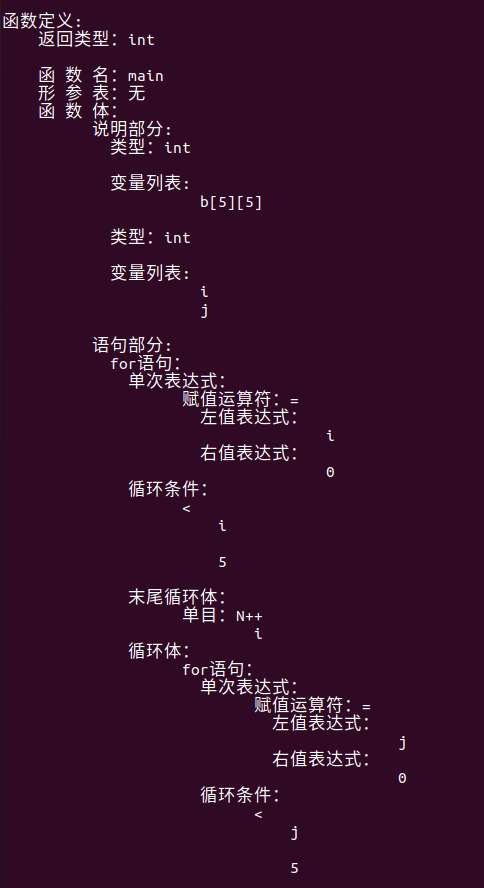 函数定义:
返回类型: int
函 数 名: main
形 参 表: 无
函 数 体:
说明部分:
类型: int
变量列表:
b[5][5]
类型: int
变量列表:
i
j
语句部分:
for语句:
单次表达式:
赋值运算符: =
左值表达式:
i
右值表达式:
0
循环条件:
<
i
5
末尾循环体:
单目: N++
i
循环体:
for语句:
单次表达式:
赋值运算符: =
左值表达式:
j
右值表达式:
0
循环条件:
<
j
5